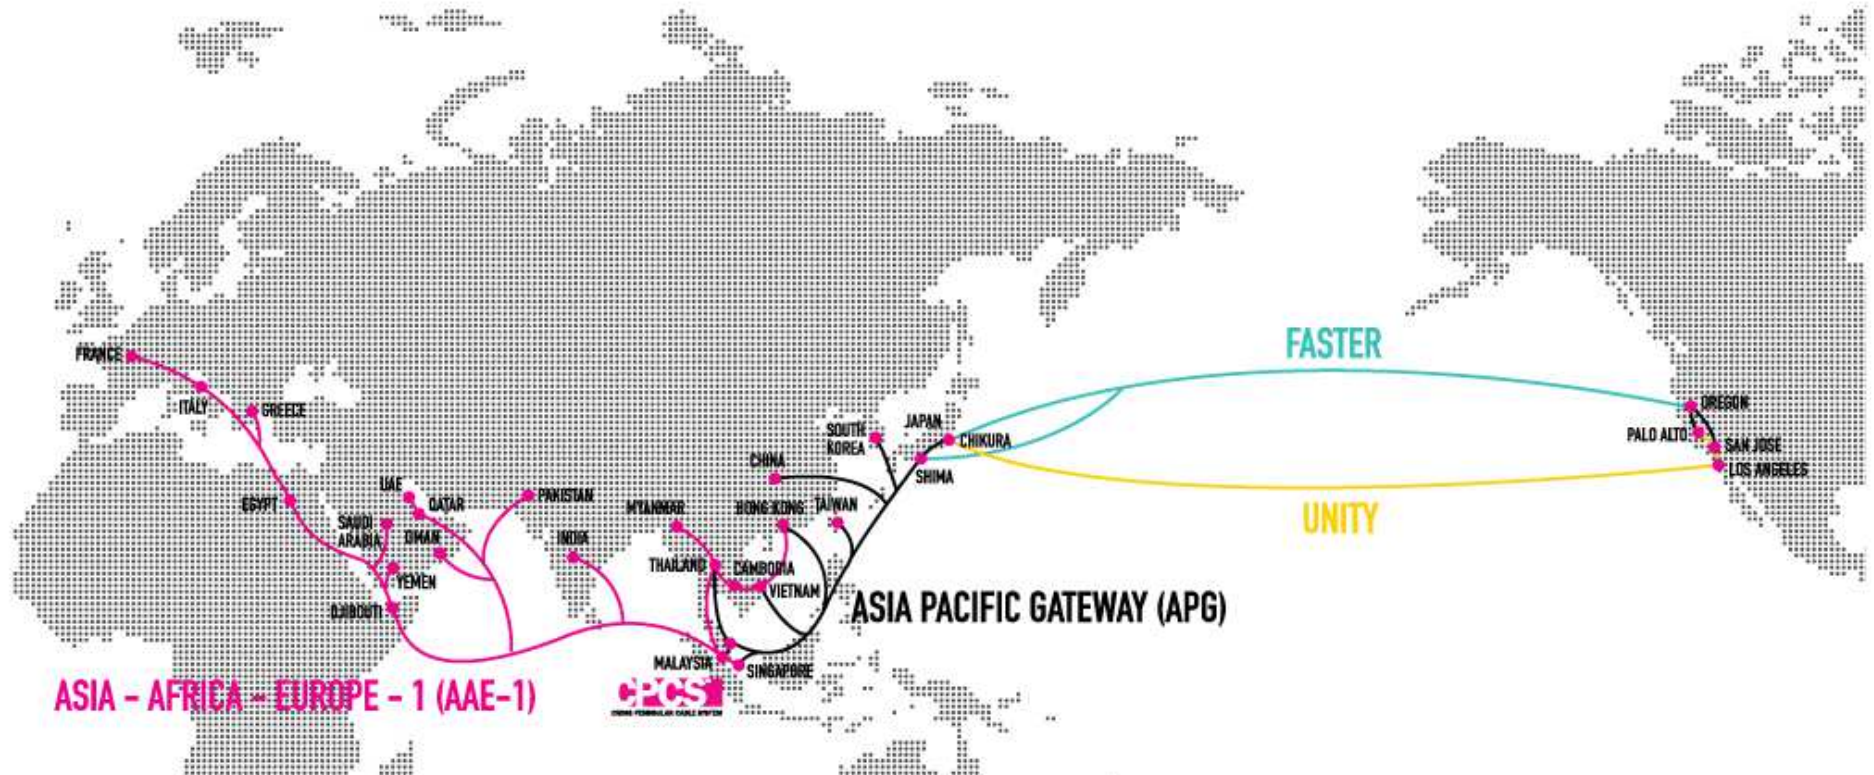 FASTER
FRANCE
ITALY
GREECE
OREGON
PALO ALTO
SAN JOSE
LOS ANGELES
JAPAN
CHIKURA
SOUTH
KOREA
SHIMA
CHINA
UAE
QATAR
PAKISTAN
EGYPT
SAUDI
ARABIA
OMAN
MYANMAR
HONG KONG
TAIWAN
UNITY
INDIA
THAILAND
CAMBODIA
YEMEN
VIETNAM
DJIBOUTI
ASIA PACIFIC GATEWAY (APG)
MALAYSIA
SINGAPORE
ASIA - AFRICA - EUROPE - 1 (AAE-1)
CPCS